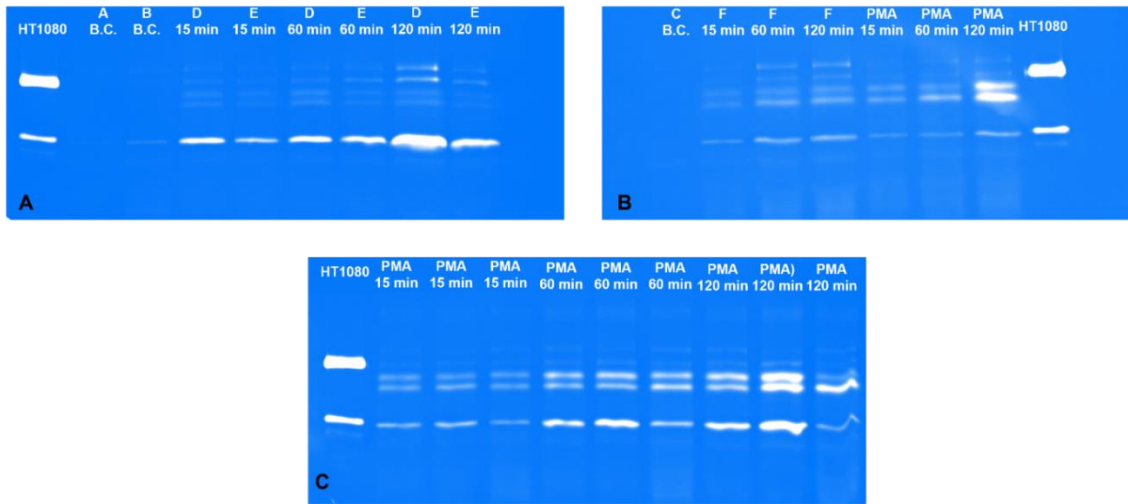 A B D E D E D E
HT1080 B.C. B.C. 15 min 15 min 60 min 60 min 120 min 120 min
A
C F F F PMA PMA PMA
B.C. 15 min 60 min 120 min 15 min 60 min 120 min HT1080
B
HT1080 PMA PMA PMA PMA PMA PMA PMA PMA) PMA
15 min 15 min 15 min 60 min 60 min 60 min 120 min 120 min 120 min
C